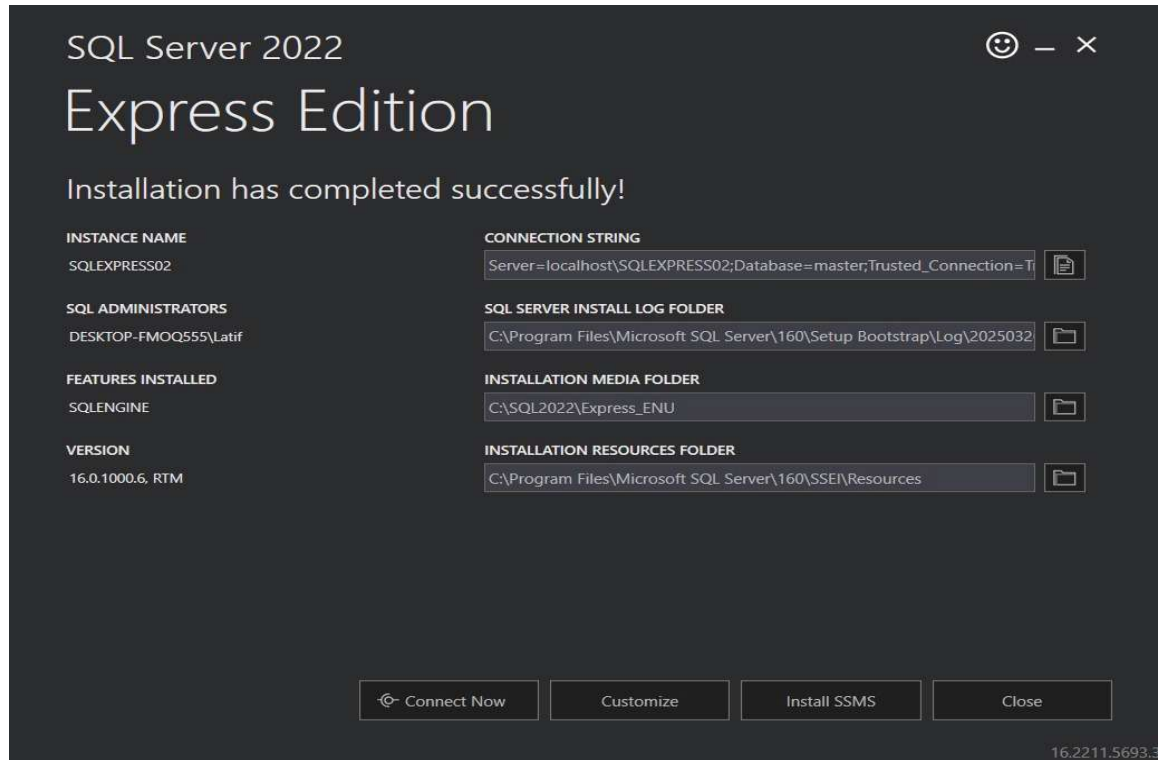 SQL Server 2022
Express Edition
Installation has completed successfully!
INSTANCE NAME
SQLEXPRESS02
CONNECTION STRING
Server=localhost\SQLEXPRESS02;Database=master;Trusted_Connection=T
SQL ADMINISTRATORS
DESKTOP-FMOQ555\Latif
SQL SERVER INSTALL LOG FOLDER
C:\Program Files\Microsoft SQL Server\160\Setup Bootstrap\Log\2025032
FEATURES INSTALLED
SQLENGINE
INSTALLATION MEDIA FOLDER
C:\SQL2022\Express_ENU
VERSION
16.0.1000.6, RTM
INSTALLATION RESOURCES FOLDER
C:\Program Files\Microsoft SQL Server\160\SSEI\Resources
Connect Now
Customize
Install SSMS
Close
16.2211.5693.3